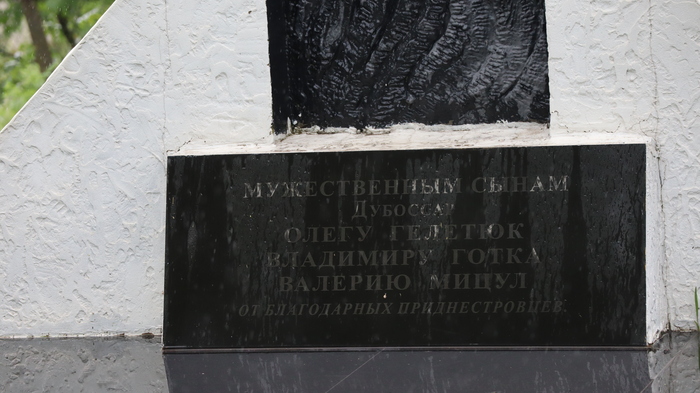 МУЖЕСТВЕННЫМ СЫНАМ
ДУБОССАР
ОЛЕГУ ГЕЛЕТЮК
ВЛАДИМИРУ ГОТКА
ВАЛЕРИЮ МИЦУЛ
ОТ БЛАГОДАРНЫХ ПРИДНЕСТРОВЦЕВ.